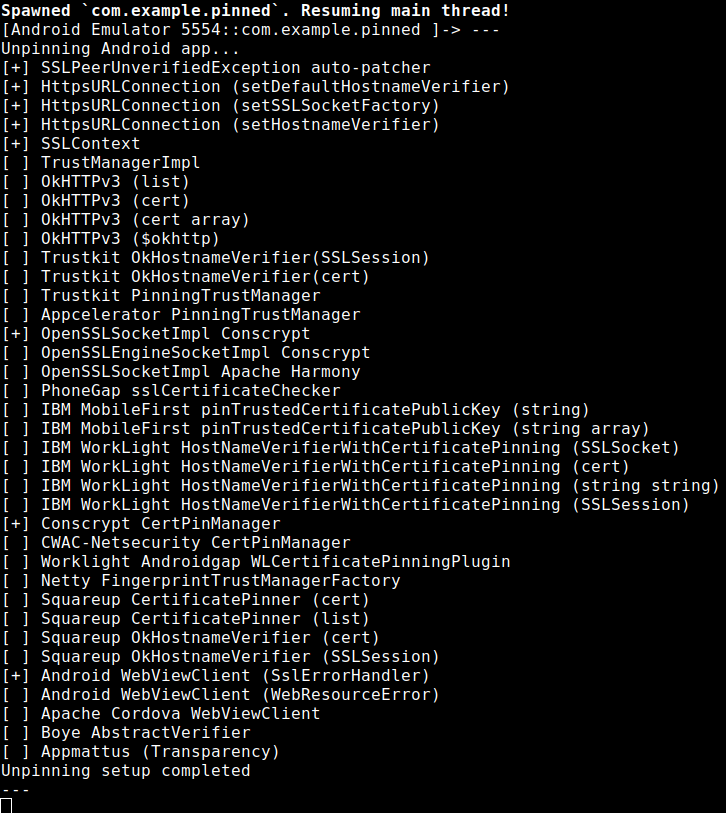 Spawned `com.example.pinned`. Resuming main thread!
[Android Emulator 5554::com.example.pinned ]-> ---
Unpinning Android app...
[+] SSLPeerUnverifiedException auto-patcher
[+] HttpsURLConnection (setDefaultHostnameVerifier)
[+] HttpsURLConnection (setSSLSocketFactory)
[+] HttpsURLConnection (setHostnameVerifier)
[+] SSLContext
[ ] TrustManagerImpl
[ ] OkHTTPv3 (list)
[ ] OkHTTPv3 (cert)
[ ] OkHTTPv3 (cert array)
[ ] OkHTTPv3 ($okhttp)
[ ] Trustkit OkHostnameVerifier(SSLSession)
[ ] Trustkit OkHostnameVerifier(cert)
[ ] Trustkit PinningTrustManager
[ ] Appcelerator PinningTrustManager
[+] OpenSSLSocketImpl Conscrypt
[ ] OpenSSLEngineSocketImpl Conscrypt
[ ] OpenSSLSocketImpl Apache Harmony
[ ] PhoneGap sslCertificateChecker
[ ] IBM MobileFirst pinTrustedCertificatePublicKey (string)
[ ] IBM MobileFirst pinTrustedCertificatePublicKey (string array)
[ ] IBM WorkLight HostNameVerifierWithCertificatePinning (SSLSocket)
[ ] IBM WorkLight HostNameVerifierWithCertificatePinning (cert)
[ ] IBM WorkLight HostNameVerifierWithCertificatePinning (string string)
[ ] IBM WorkLight HostNameVerifierWithCertificatePinning (SSLSession)
[+] Conscrypt CertPinManager
[ ] CWAC-Netsecurity CertPinManager
[ ] Worklight Androidgap WLCertificatePinningPlugin
[ ] Netty FingerprintTrustManagerFactory
[ ] Squareup CertificatePinner (cert)
[ ] Squareup CertificatePinner (list)
[ ] Squareup OkHostnameVerifier (cert)
[ ] Squareup OkHostnameVerifier (SSLSession)
[+] Android WebViewClient (SslErrorHandler)
[ ] Android WebViewClient (WebResourceError)
[ ] Apache Cordova WebViewClient
[ ] Boye AbstractVerifier
[ ] Appmattus (Transparency)
Unpinning setup completed
---